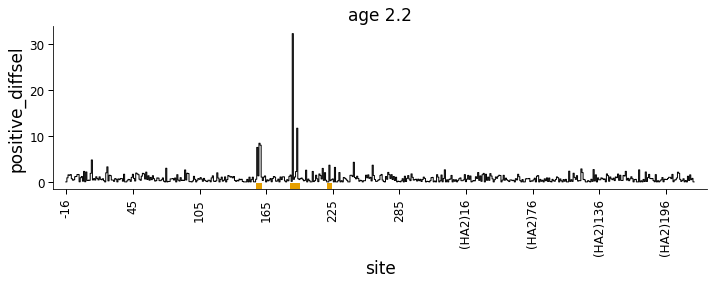 age 2.2
positive_diffsel
30
20
10
0
-16
45
105
165
225
285
(HA2)16
(HA2)76
(HA2)136
(HA2)196
site